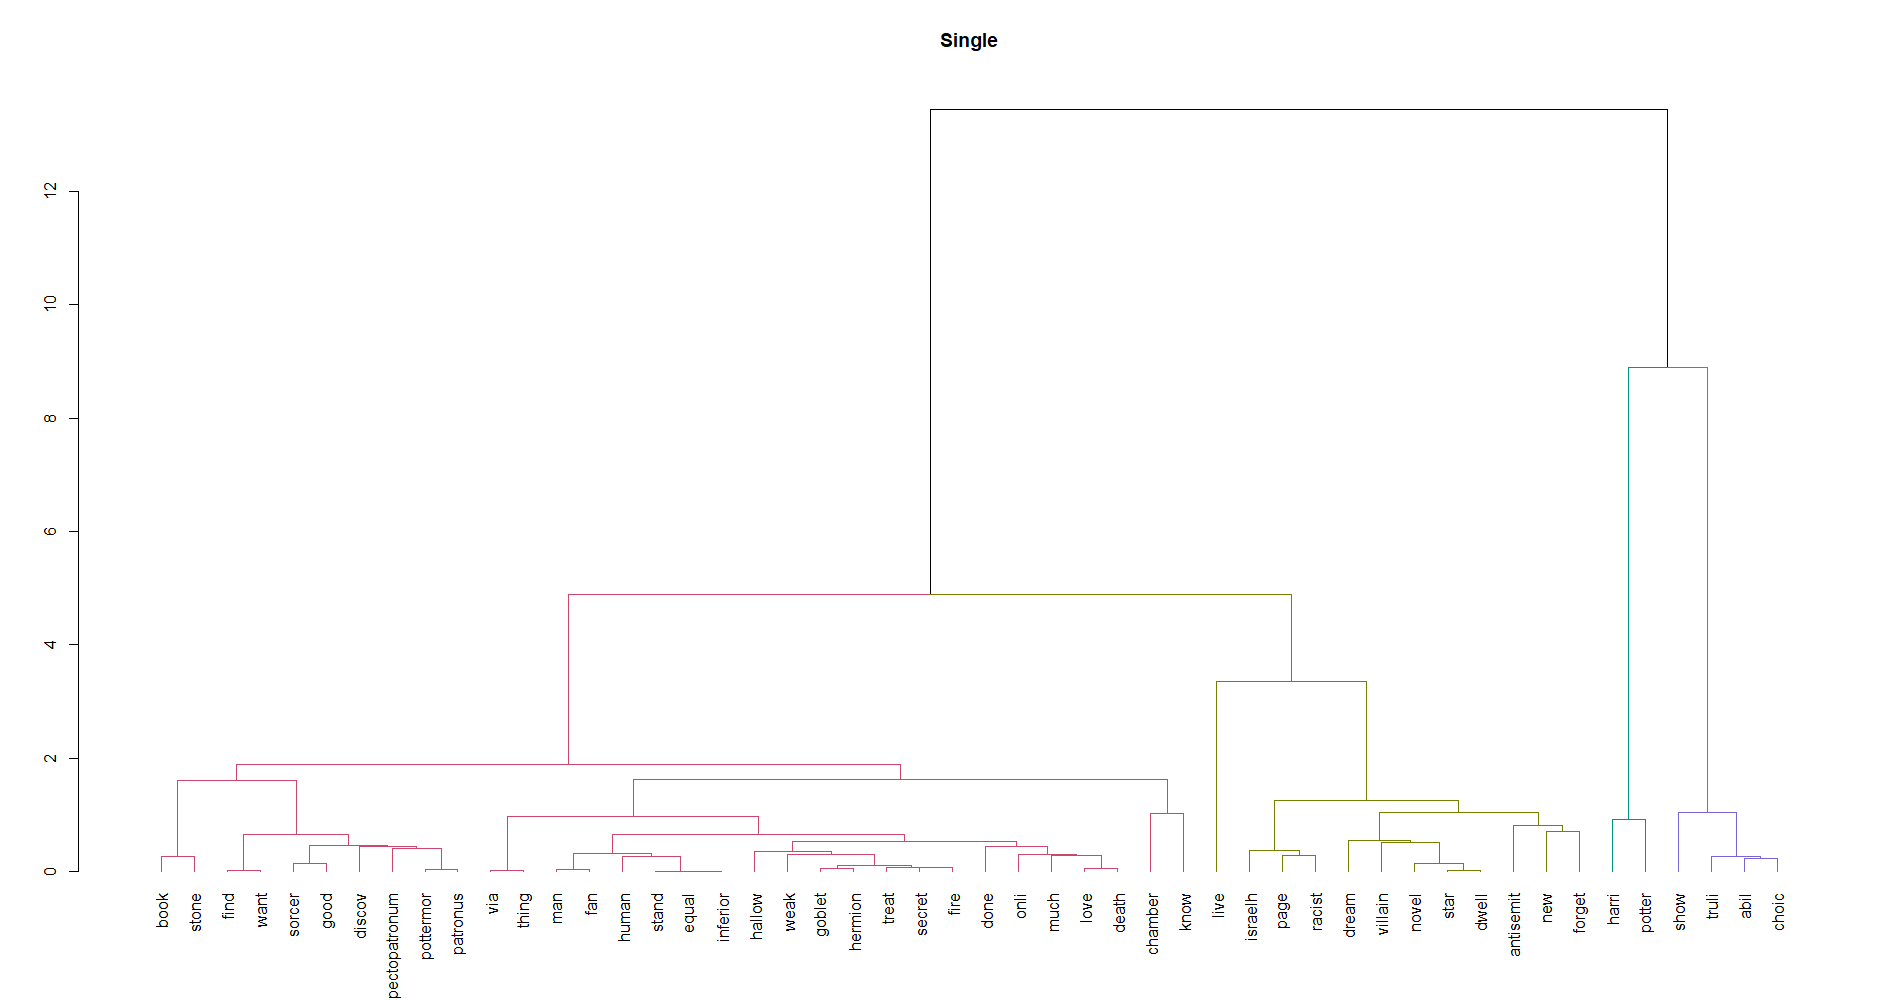 Single
12
10
8
6
4
2
0
book
stone
find
want
sorcer
good
discov
pectopatronum
pottermor
patronus
via
thing
man
fan
human
stand
equal
inferior
hallow
weak
goblet
hermion
treat
secret
fire
done
onli
much
love
death
chamber
know
live
israelh
page
racist
dream
villain
novel
star
dwell
antisemit
new
forget
harri
potter
show
truli
abil
choic